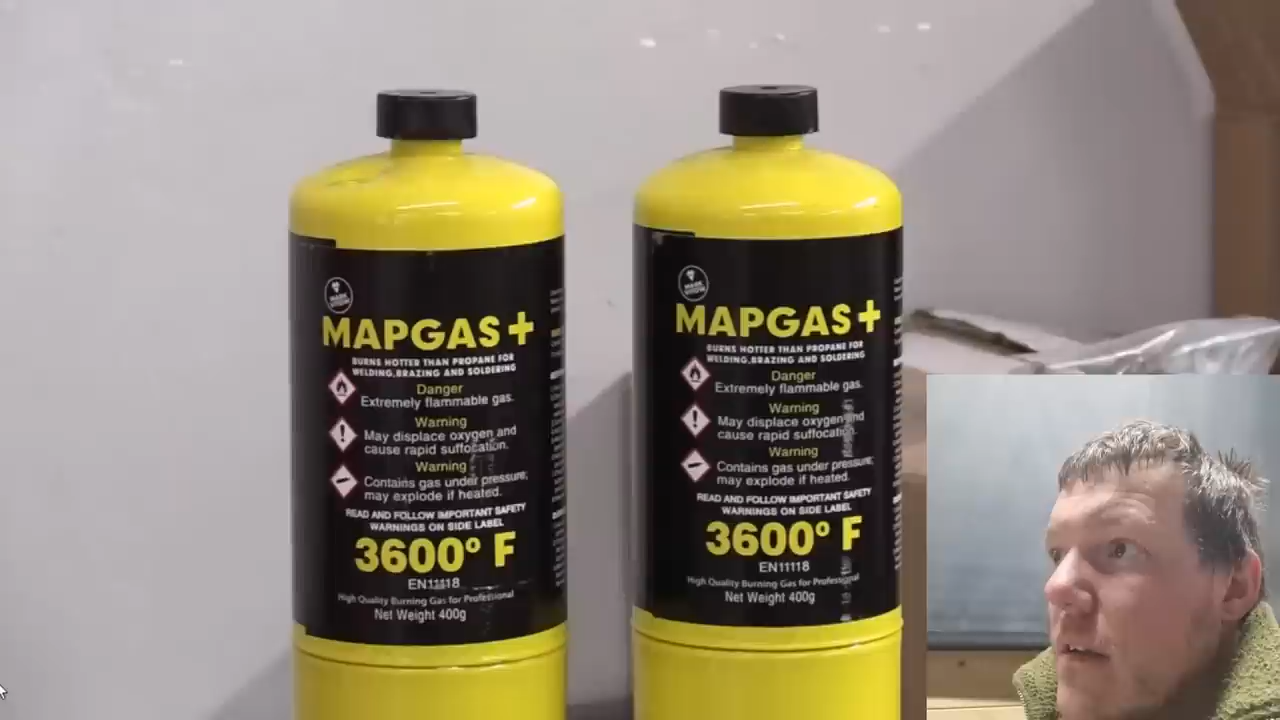 MAPGAS+
BURNS HOTTER THAN PROPANE FOR
WELDING,BRAZING AND SOLDERING
Danger
Extremely flammable gas.
Warning
May displace oxygen and
cause rapid suffocation.
Warning
Contains gas under pressure;
may explode if heated.
READ AND FOLLOW IMPORTANT SAFETY
WARNINGS ON SIDE LABEL
3600º F
EN11118
High Quality Burning Gas for Professional
Net Weight 400g
MAPGAS+
BURNS HOTTER THAN PROPANE FOR
WELDING,BRAZING AND SOLDERING
Danger
Extremely flammable gas.
Warning
May displace oxygen and
cause rapid suffocation.
Warning
Contains gas under pressure;
may explode if heated.
READ AND FOLLOW IMPORTANT SAFETY
WARNINGS ON SIDE LABEL
3600º F
EN11118
High Quality Burning Gas for Professional
Net Weight 400g